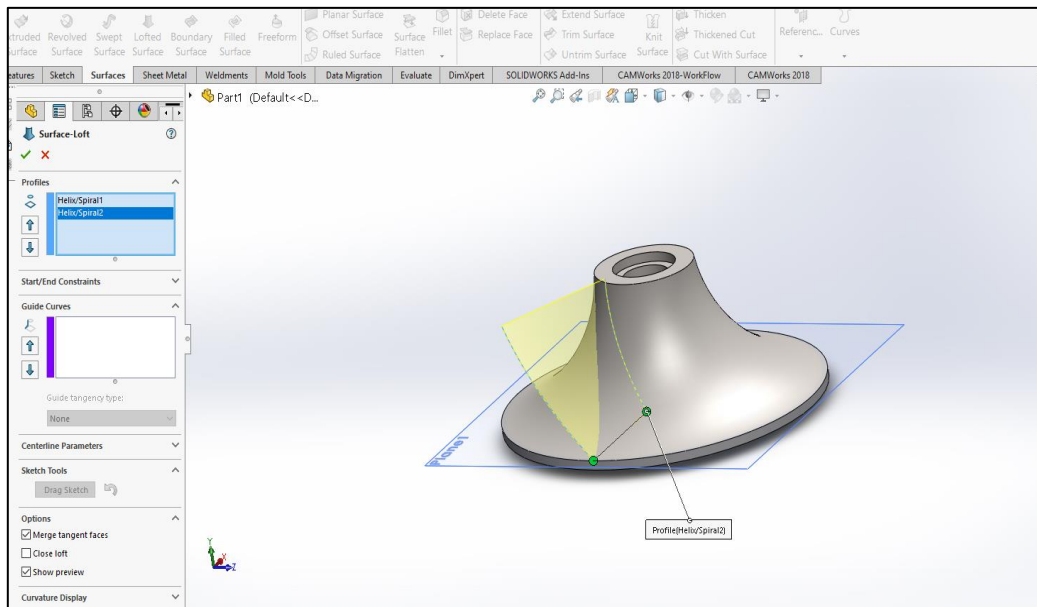 Revolved Surface
Swept Surface
Lofted Surface
Boundary Surface
Filled Surface
Freeform
Planar Surface
Offset Surface
Ruled Surface
Surface Flatten
Fillet
Delete Face
Replace Face
Extend Surface
Trim Surface
Untrim Surface
Knit Surface
Thicken
Thickened Cut
Cut With Surface
Referenc...
Curves
Sketch
Surfaces
Sheet Metal
Weldments
Mold Tools
Data Migration
Evaluate
DimXpert
SOLIDWORKS Add-Ins
CAMWorks 2018-WorkFlow
CAMWorks 2018
Part1 (Default<<D...
Surface-Loft
Profiles
Helix/Spiral1
Helix/Spiral2
Start/End Constraints
Guide Curves
Guide tangency type:
None
Centerline Parameters
Sketch Tools
Drag Sketch
Options
Merge tangent faces
Close loft
Show preview
Curvature Display
Plane1
Profile(Helix/Spiral2)
Y
X
Z